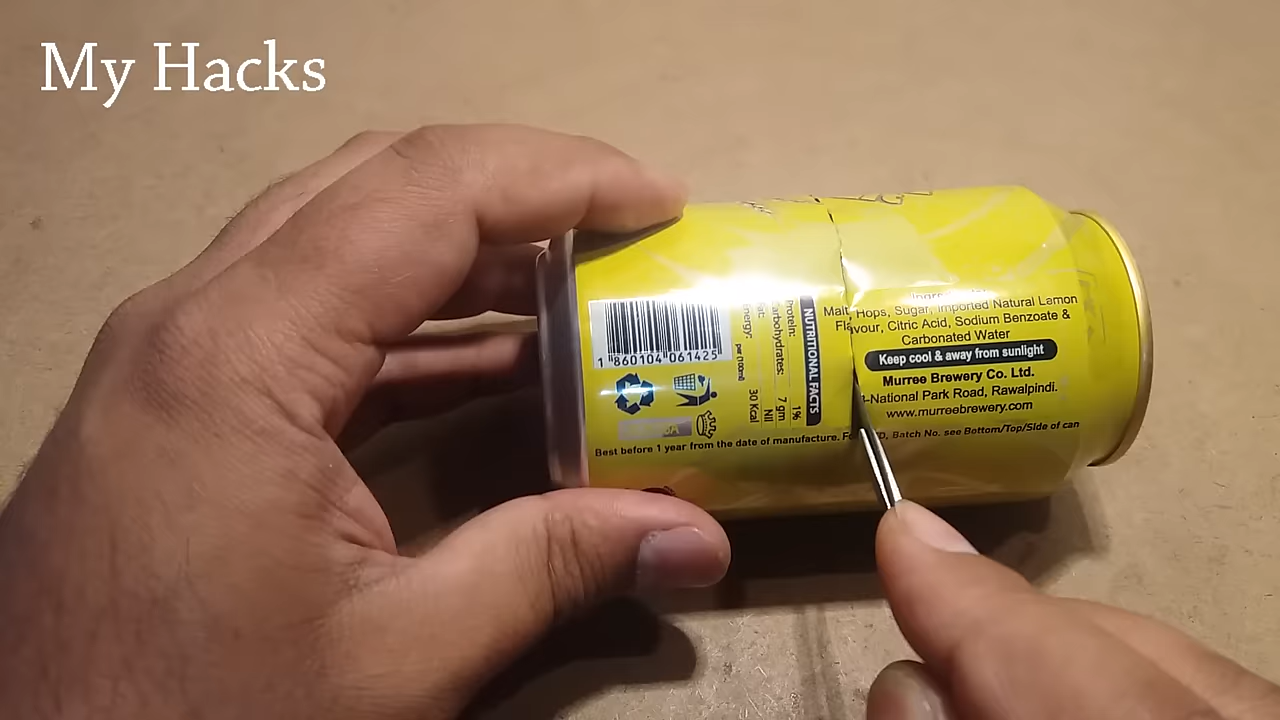 My Hacks
1 860104 061425
NUTRITIONAL FACTS
Protein: 1%
Carbohydrates: 7 gm
Fat: Nil
Energy: per (100ml) 30 Kcal
Malt, Hops, Sugar, Imported Natural Lemon
Flavour, Citric Acid, Sodium Benzoate &
Carbonated Water
Keep cool & away from sunlight
Murree Brewery Co. Ltd.
-National Park Road, Rawalpindi.
www.murreebrewery.com
Best before 1 year from the date of manufacture. Batch No. see Bottom/Top/Side of can